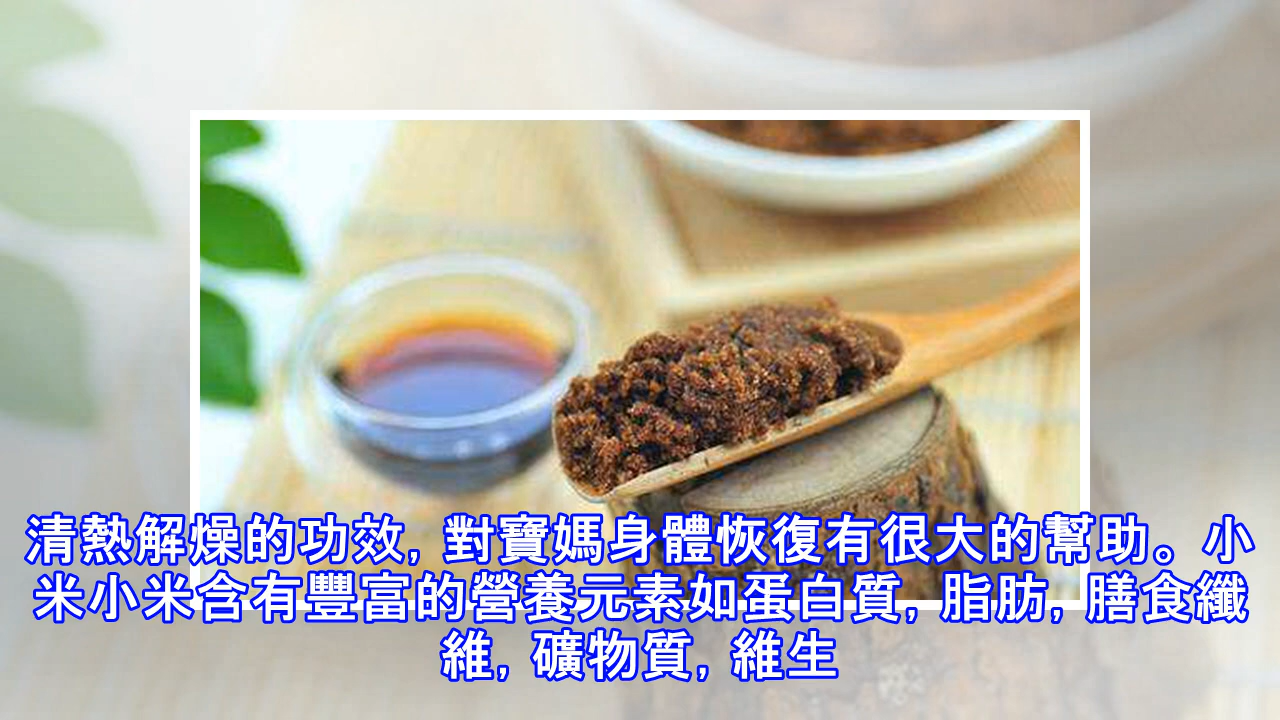 清熱解燥的功效, 對寶媽身體恢復有很大的幫助。小
米小米含有豐富的營養元素如蛋白質, 脂肪, 膳食纖
維, 礦物質, 維生